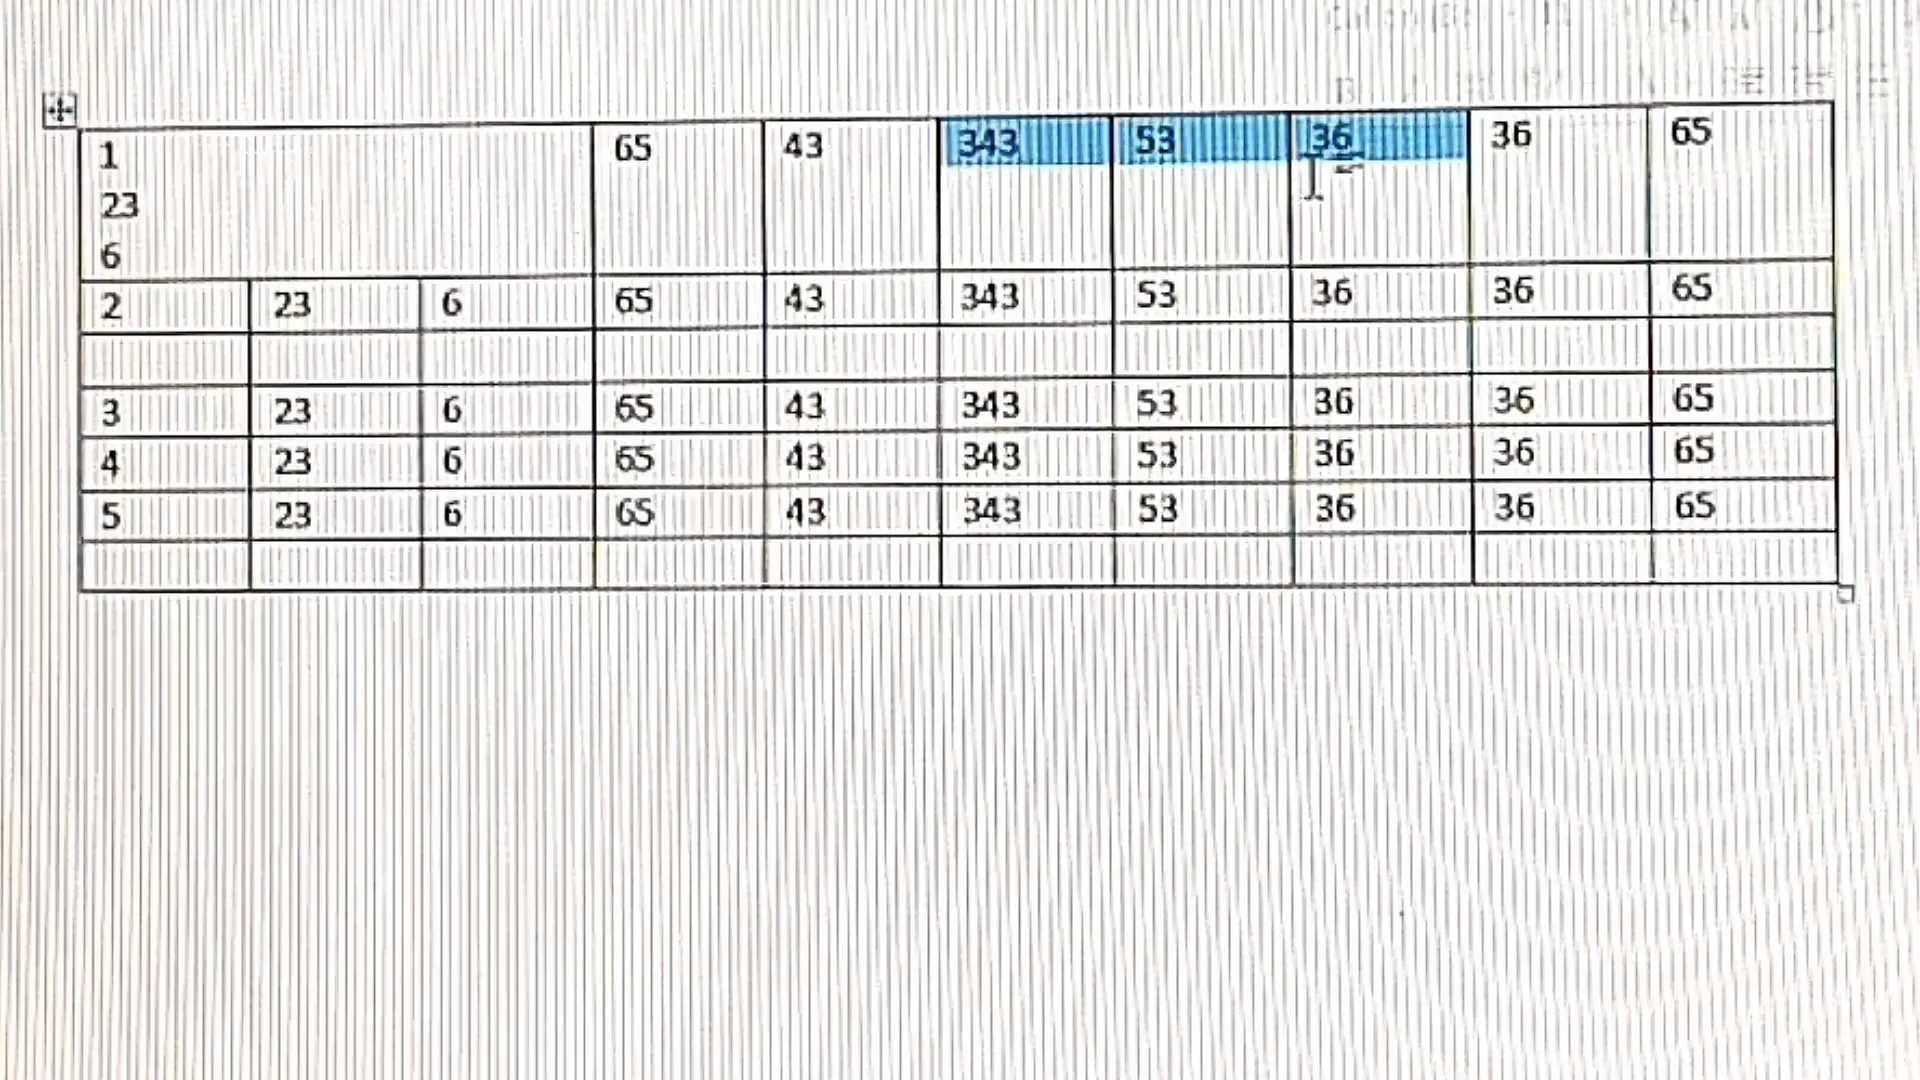 1 65 43 343 53 36 36 65
23
6
2 23 6 65 43 343 53 36 36 65
3 23 6 65 43 343 53 36 36 65
4 23 6 65 43 343 53 36 36 65
5 23 6 65 43 343 53 36 36 65